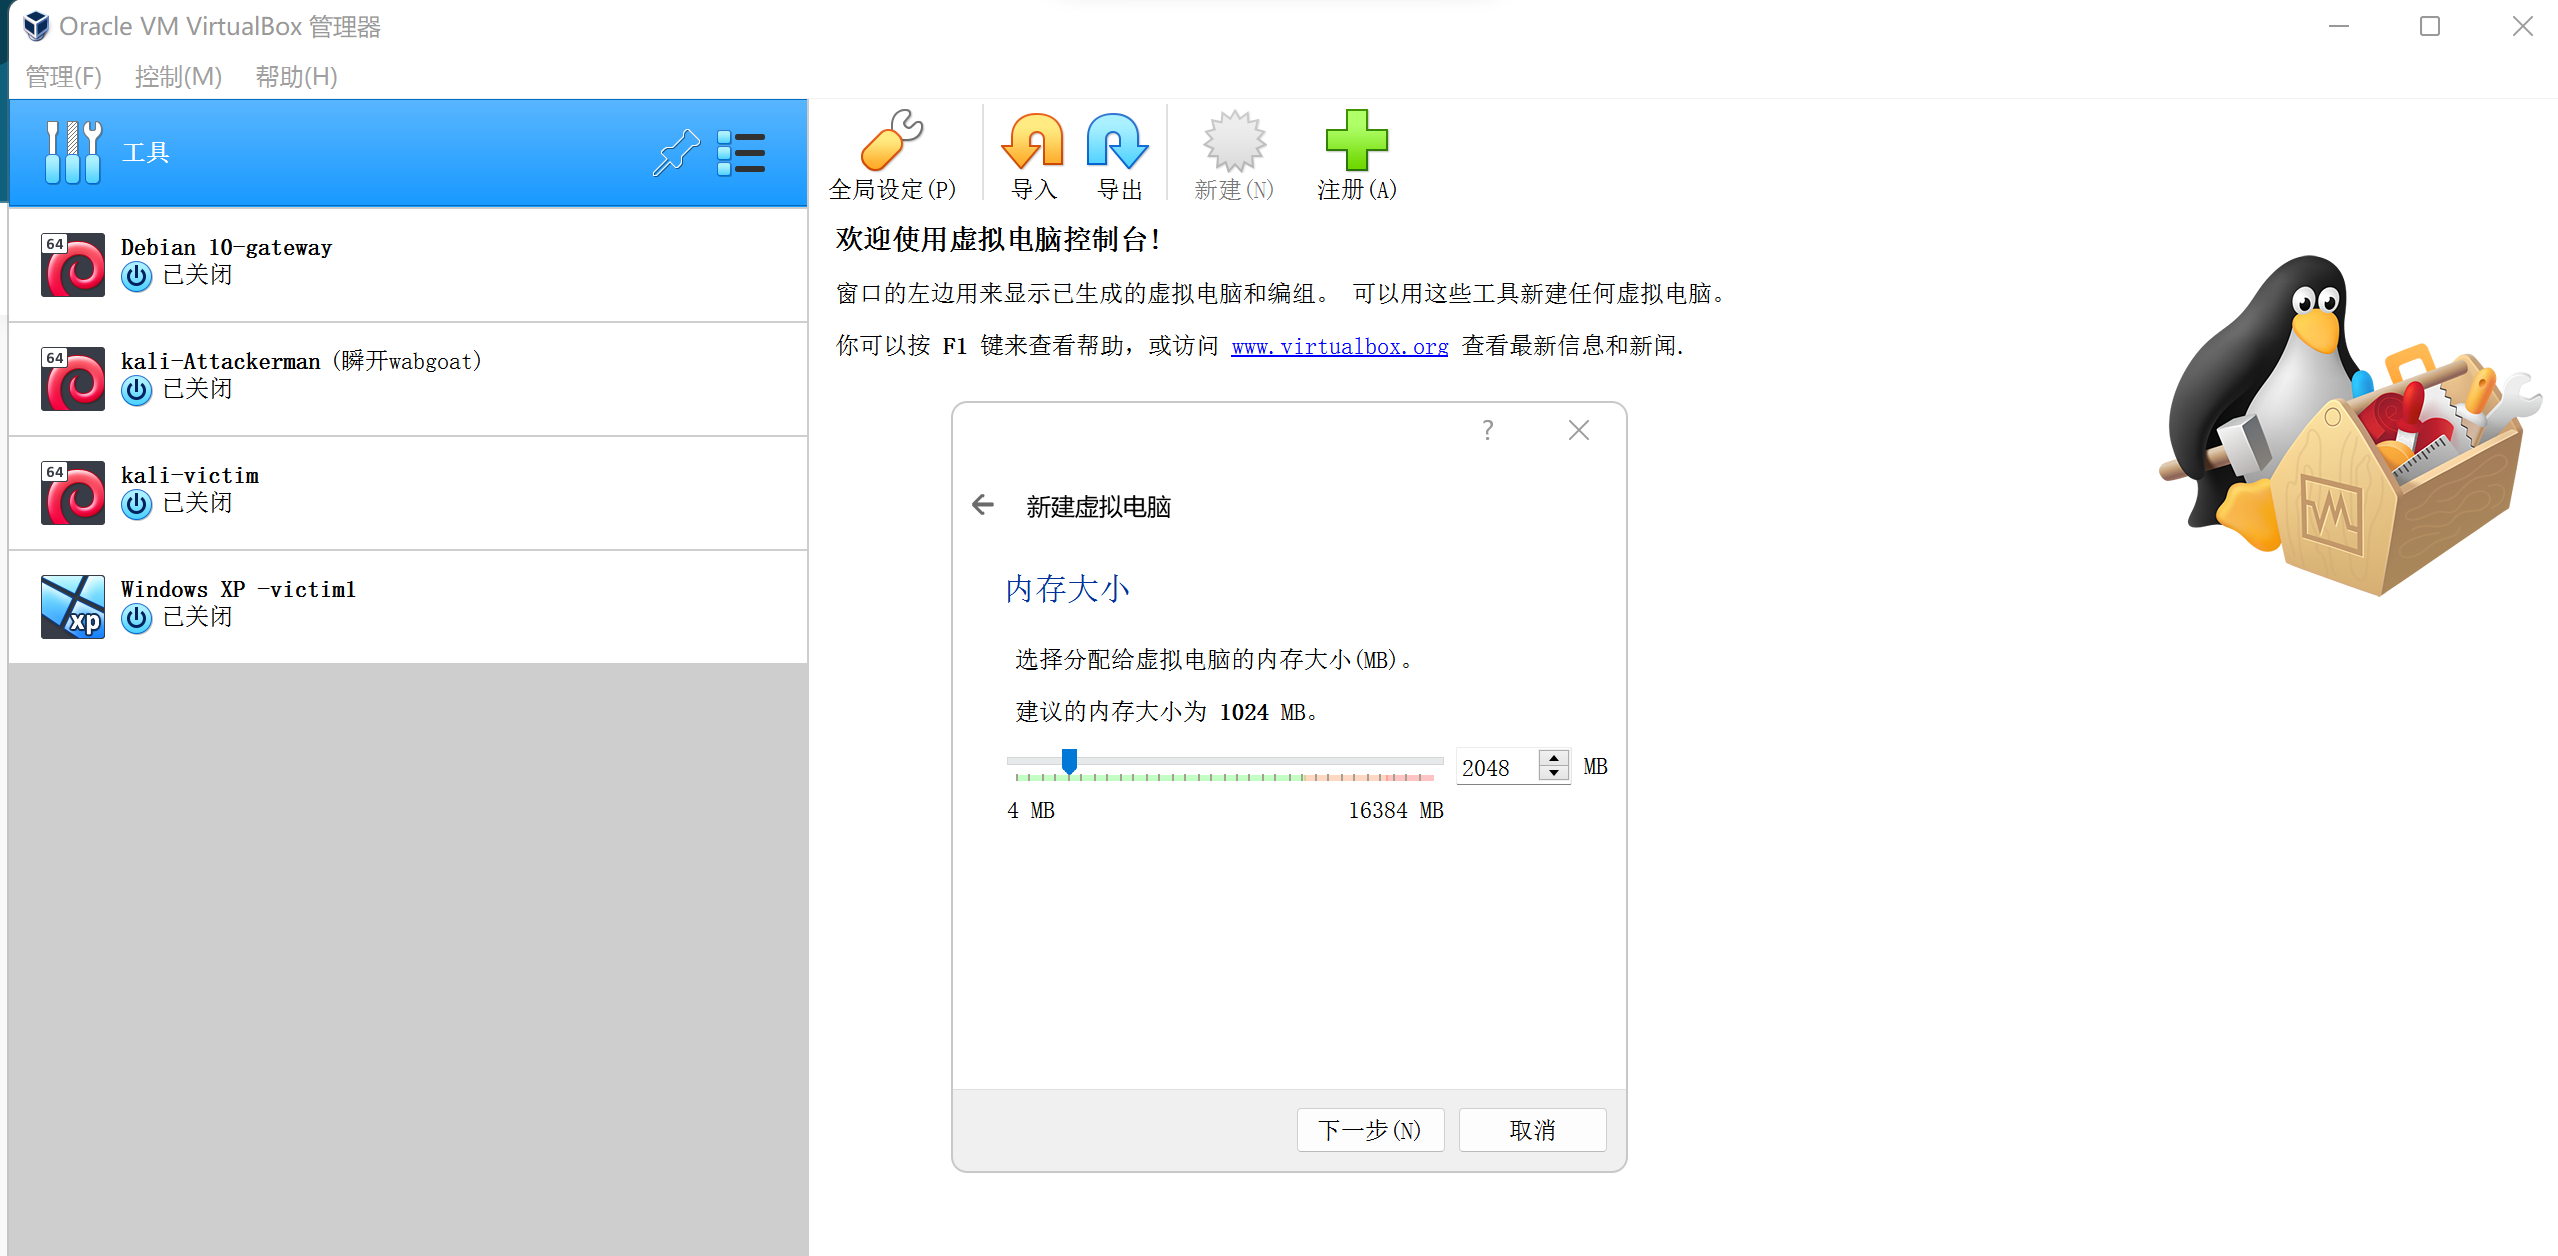 Oracle VM VirtualBox 管理器
管理(F) 控制(M) 帮助(H)
工具
全局设定(P) 导入 导出 新建(N) 注册(A)
64 Debian 10-gateway
已关闭
64 kali-Attackerman (瞬开wabgoat)
已关闭
64 kali-victim
已关闭
xp Windows XP -victim1
已关闭
欢迎使用虚拟电脑控制台!
窗口的左边用来显示已生成的虚拟电脑和编组。 可以用这些工具新建任何虚拟电脑。
你可以按 F1 键来查看帮助，或访问 www.virtualbox.org 查看最新信息和新闻.
?
新建虚拟电脑
内存大小
选择分配给虚拟电脑的内存大小(MB)。
建议的内存大小为 1024 MB。
2048 MB
4 MB 16384 MB
下一步(N) 取消